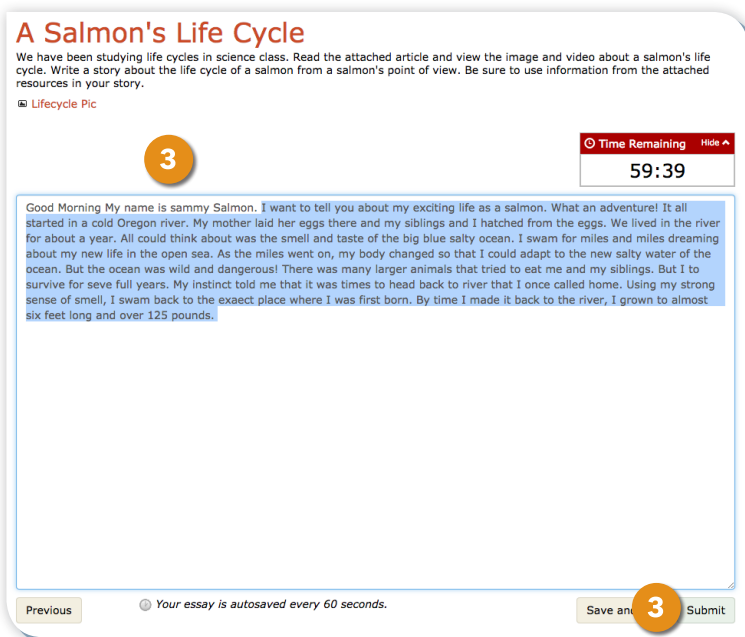 A Salmon's Life Cycle
We have been studying life cycles in science class. Read the attached article and view the image and video about a salmon's life
cycle. Write a story about the life cycle of a salmon from a salmon's point of view. Be sure to use information from the attached
resources in your story.
Lifecycle Pic
3
Time Remaining Hide
59:39
Good Morning My name is sammy Salmon. I want to tell you about my exciting life as a salmon. What an adventure! It all
started in a cold Oregon river. My mother laid her eggs there and my siblings and I hatched from the eggs. We lived in the river
for about a year. All could think about was the smell and taste of the big blue salty ocean. I swam for miles and miles dreaming
about my new life in the open sea. As the miles went on, my body changed so that I could adapt to the new salty water of the
ocean. But the ocean was wild and dangerous! There was many larger animals that tried to eat me and my siblings. But I to
survive for seve full years. My instinct told me that it was times to head back to river that I once called home. Using my strong
sense of smell, I swam back to the exaect place where I was first born. By time I made it back to the river, I grown to almost
six feet long and over 125 pounds.
Previous
Your essay is autosaved every 60 seconds.
Save an
3
Submit